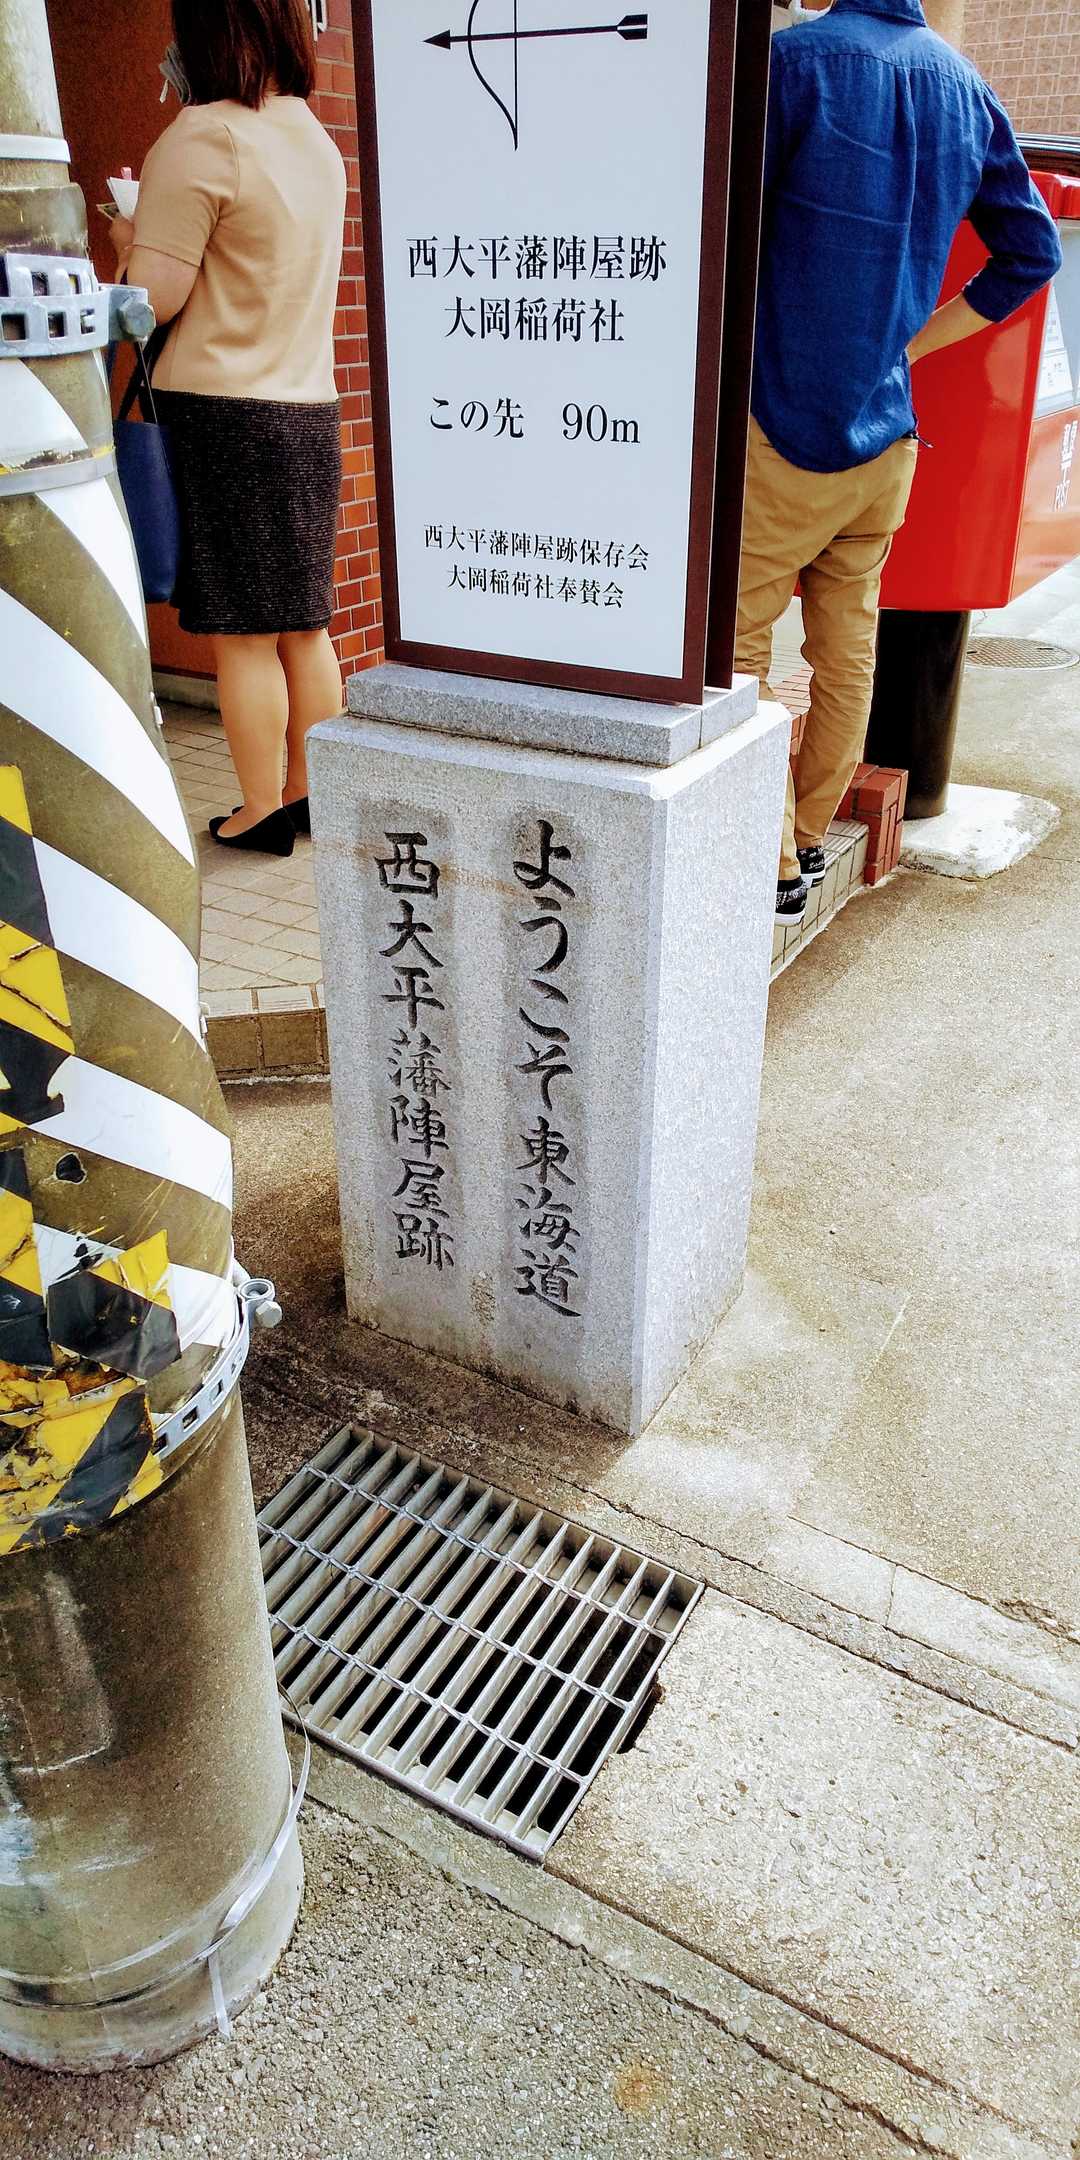 西大平藩陣屋跡
大岡稲荷社
この先　90m
西大平藩陣屋跡保存会
大岡稲荷社奉賛会
ようこそ東海道
西大平藩陣屋跡
POST